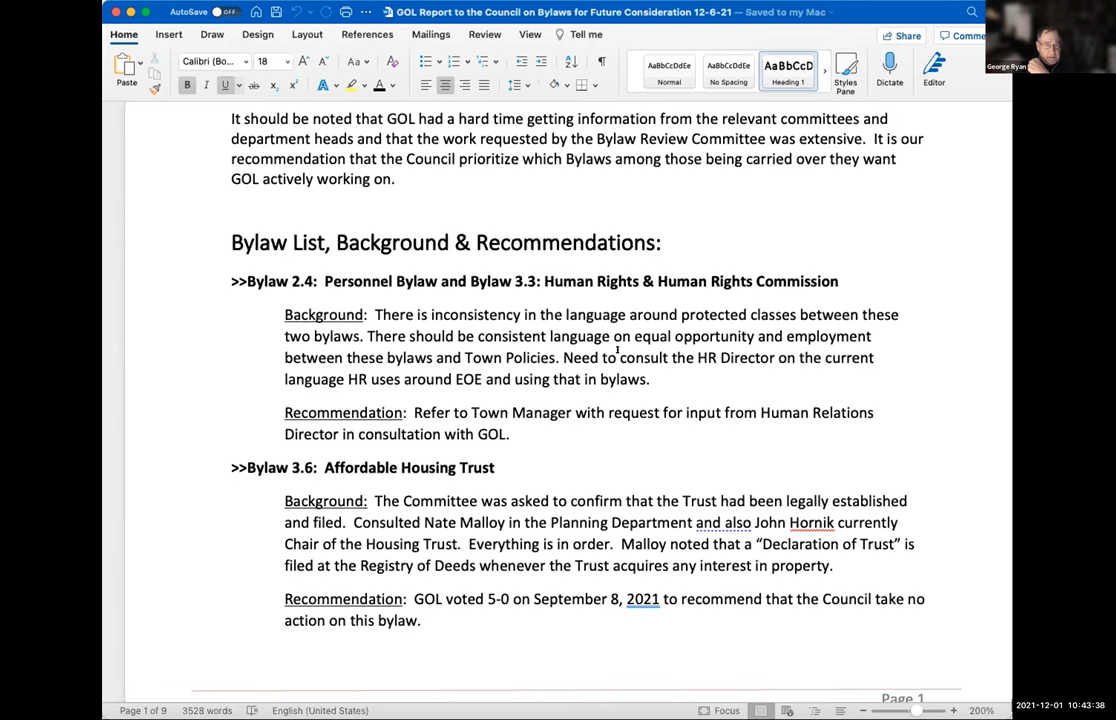 AutoSave OFF GOL Report to the Council on Bylaws for Future Consideration 12-6-21 — Saved to my Mac
Home Insert Draw Design Layout References Mailings Review View Tell me Share Comme
George Ryan
Paste Calibri (Bo... 18 Aa AaBbCcDdEe AaBbCcDdEe AaBbCcD
Normal No Spacing Heading 1 Styles Pane Dictate Editor
B I U ab x₂ x² A A
It should be noted that GOL had a hard time getting information from the relevant committees and
department heads and that the work requested by the Bylaw Review Committee was extensive. It is our
recommendation that the Council prioritize which Bylaws among those being carried over they want
GOL actively working on.
Bylaw List, Background & Recommendations:
>>Bylaw 2.4: Personnel Bylaw and Bylaw 3.3: Human Rights & Human Rights Commission
Background: There is inconsistency in the language around protected classes between these
two bylaws. There should be consistent language on equal opportunity and employment
between these bylaws and Town Policies. Need to consult the HR Director on the current
language HR uses around EOE and using that in bylaws.
Recommendation: Refer to Town Manager with request for input from Human Relations
Director in consultation with GOL.
>>Bylaw 3.6: Affordable Housing Trust
Background: The Committee was asked to confirm that the Trust had been legally established
and filed. Consulted Nate Malloy in the Planning Department and also John Hornik currently
Chair of the Housing Trust. Everything is in order. Malloy noted that a “Declaration of Trust” is
filed at the Registry of Deeds whenever the Trust acquires any interest in property.
Recommendation: GOL voted 5-0 on September 8, 2021 to recommend that the Council take no
action on this bylaw.
Page 1
Page 1 of 9 3528 words English (United States) Focus 200%
2021-12-01 10:43:38